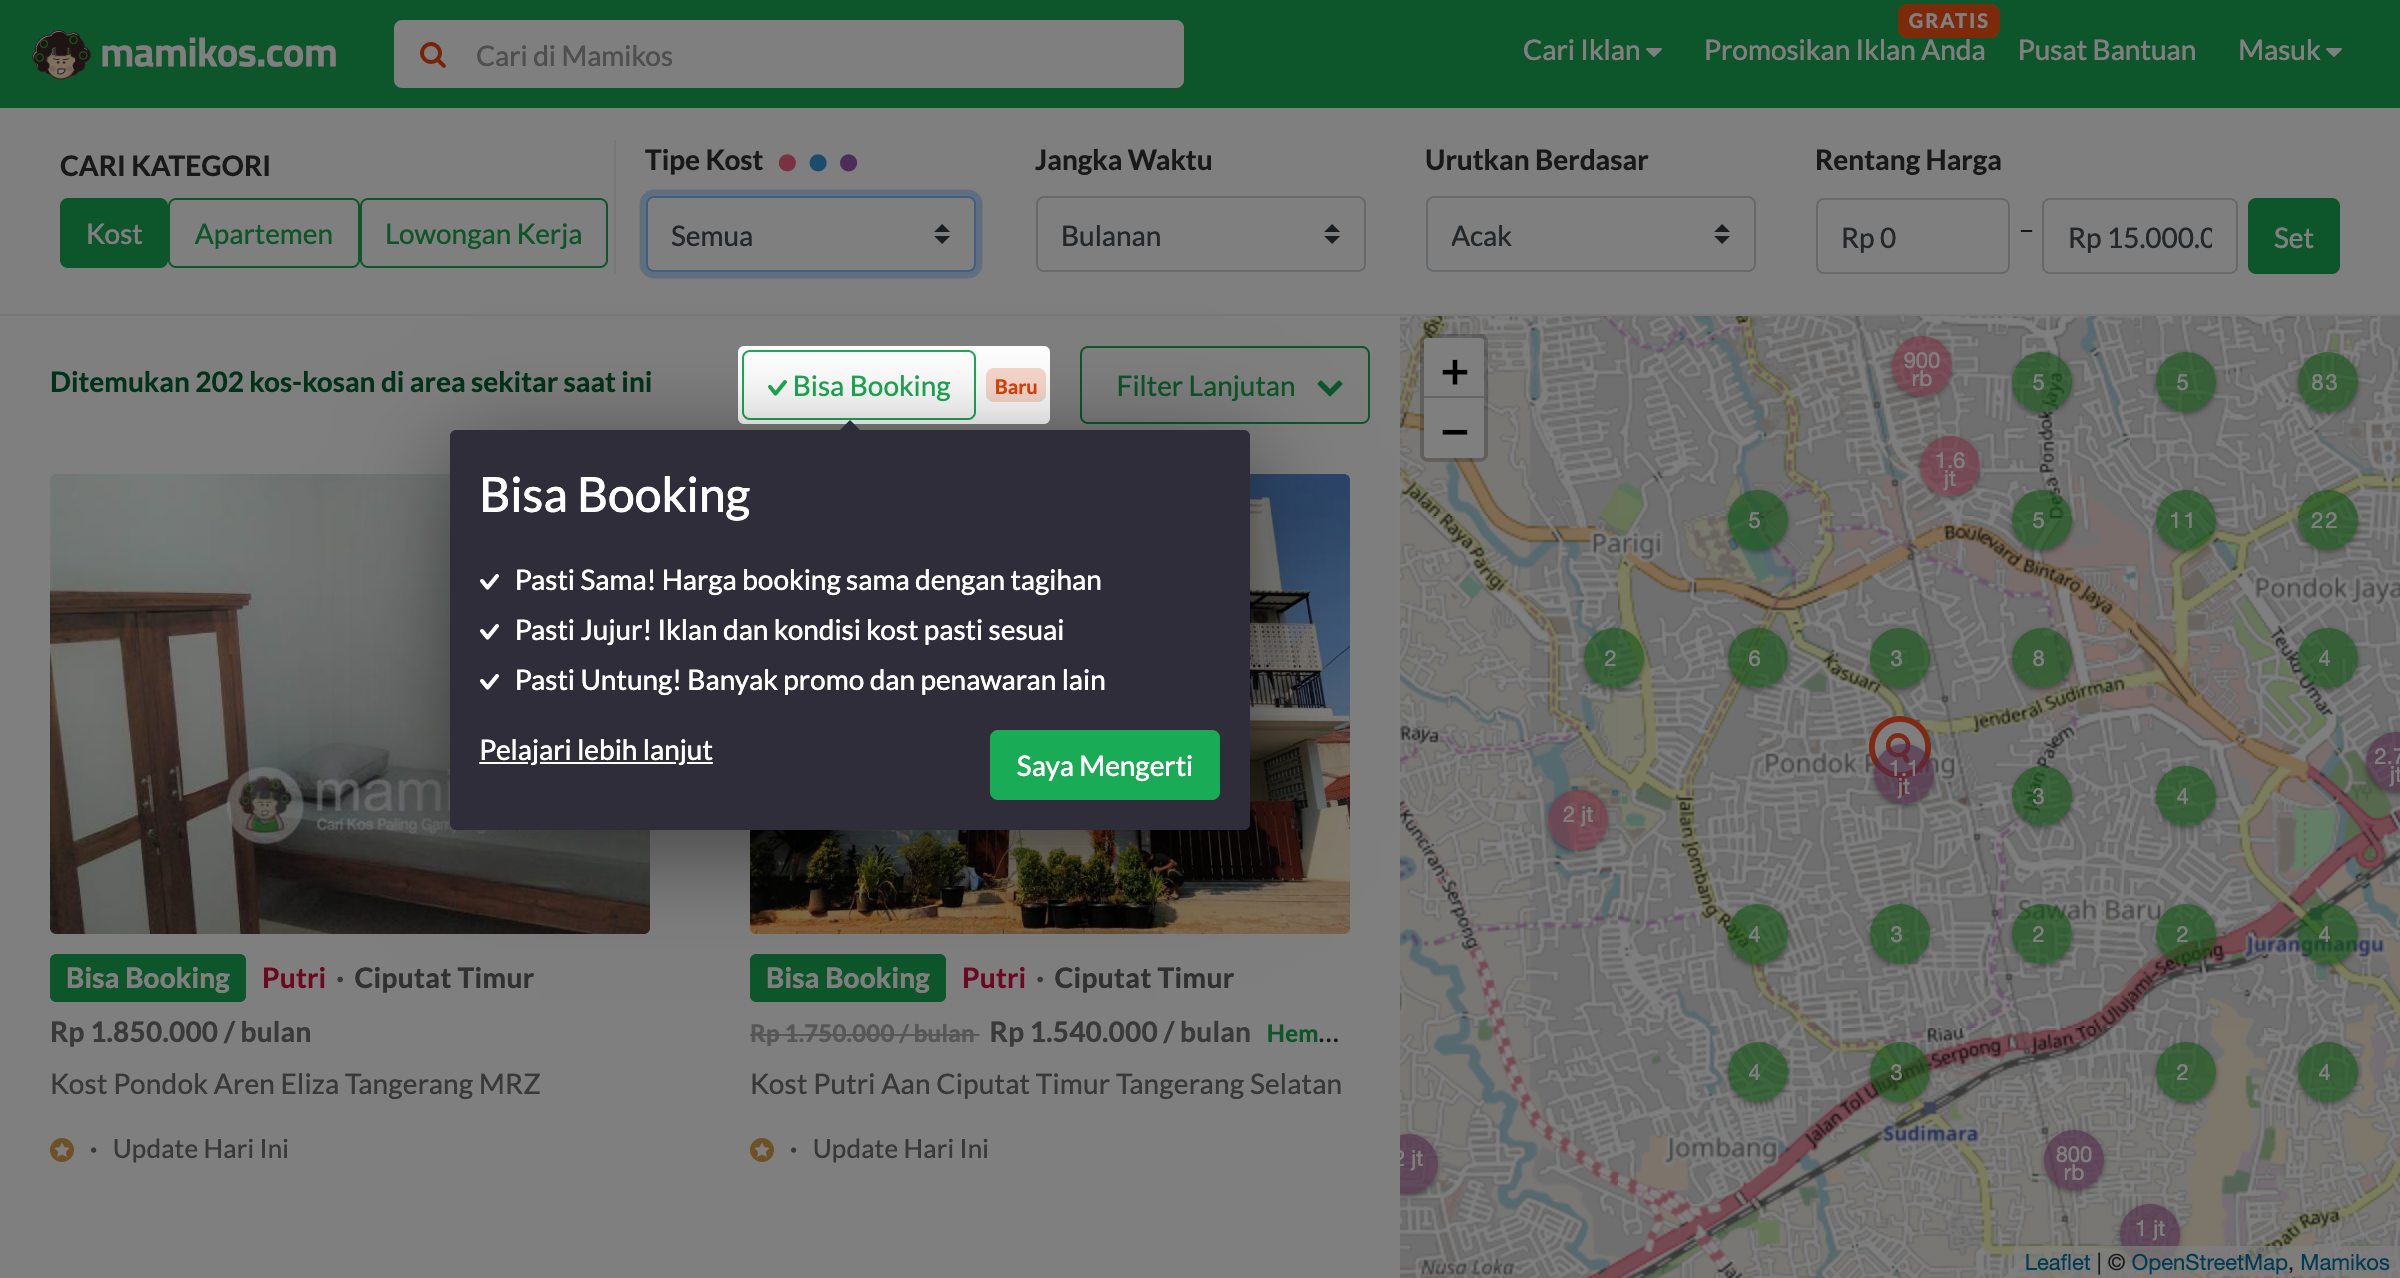 mamikos.com
Cari di Mamikos
Cari Iklan
GRATIS
Promosikan Iklan Anda
Pusat Bantuan
Masuk
CARI KATEGORI
Kost
Apartemen
Lowongan Kerja
Tipe Kost
Semua
Jangka Waktu
Bulanan
Urutkan Berdasar
Acak
Rentang Harga
Rp 0
–
Rp 15.000.0
Set
Ditemukan 202 kos-kosan di area sekitar saat ini
Bisa Booking
Baru
Filter Lanjutan
Bisa Booking
Pasti Sama! Harga booking sama dengan tagihan
Pasti Jujur! Iklan dan kondisi kost pasti sesuai
Pasti Untung! Banyak promo dan penawaran lain
Pelajari lebih lanjut
Saya Mengerti
Cari Kos Paling
Bisa Booking Putri · Ciputat Timur
Rp 1.850.000 / bulan
Kost Pondok Aren Eliza Tangerang MRZ
· Update Hari Ini
Bisa Booking Putri · Ciputat Timur
Rp 1.750.000 / bulan Rp 1.540.000 / bulan Hem...
Kost Putri Aan Ciputat Timur Tangerang Selatan
· Update Hari Ini
+
−
900 rb
5
5
83
1.6 jt
Desa Pondok Jaya
Jalan Raya Parigi
Parigi
5
5
11
22
Boulevard Bintaro Jaya
Pondok Jaya
2
6
3
8
4
Kasuari
Jenderal Sudirman
Teuku Umar
Raya
Pondok
1.1 jt
2 jt
3
4
2.7 jt
Jalan Jombang Raya
Kunciran-Serpong
Sawah Baru
4
3
2
2
4
Jurangmangu
Jalan Tol Ulujami-Serpong
Riau
4
3
2
4
Sudimara
Jombang
2 jt
800 rb
1 jt
Raya
Nusa Loka
Leaflet | © OpenStreetMap, Mamikos